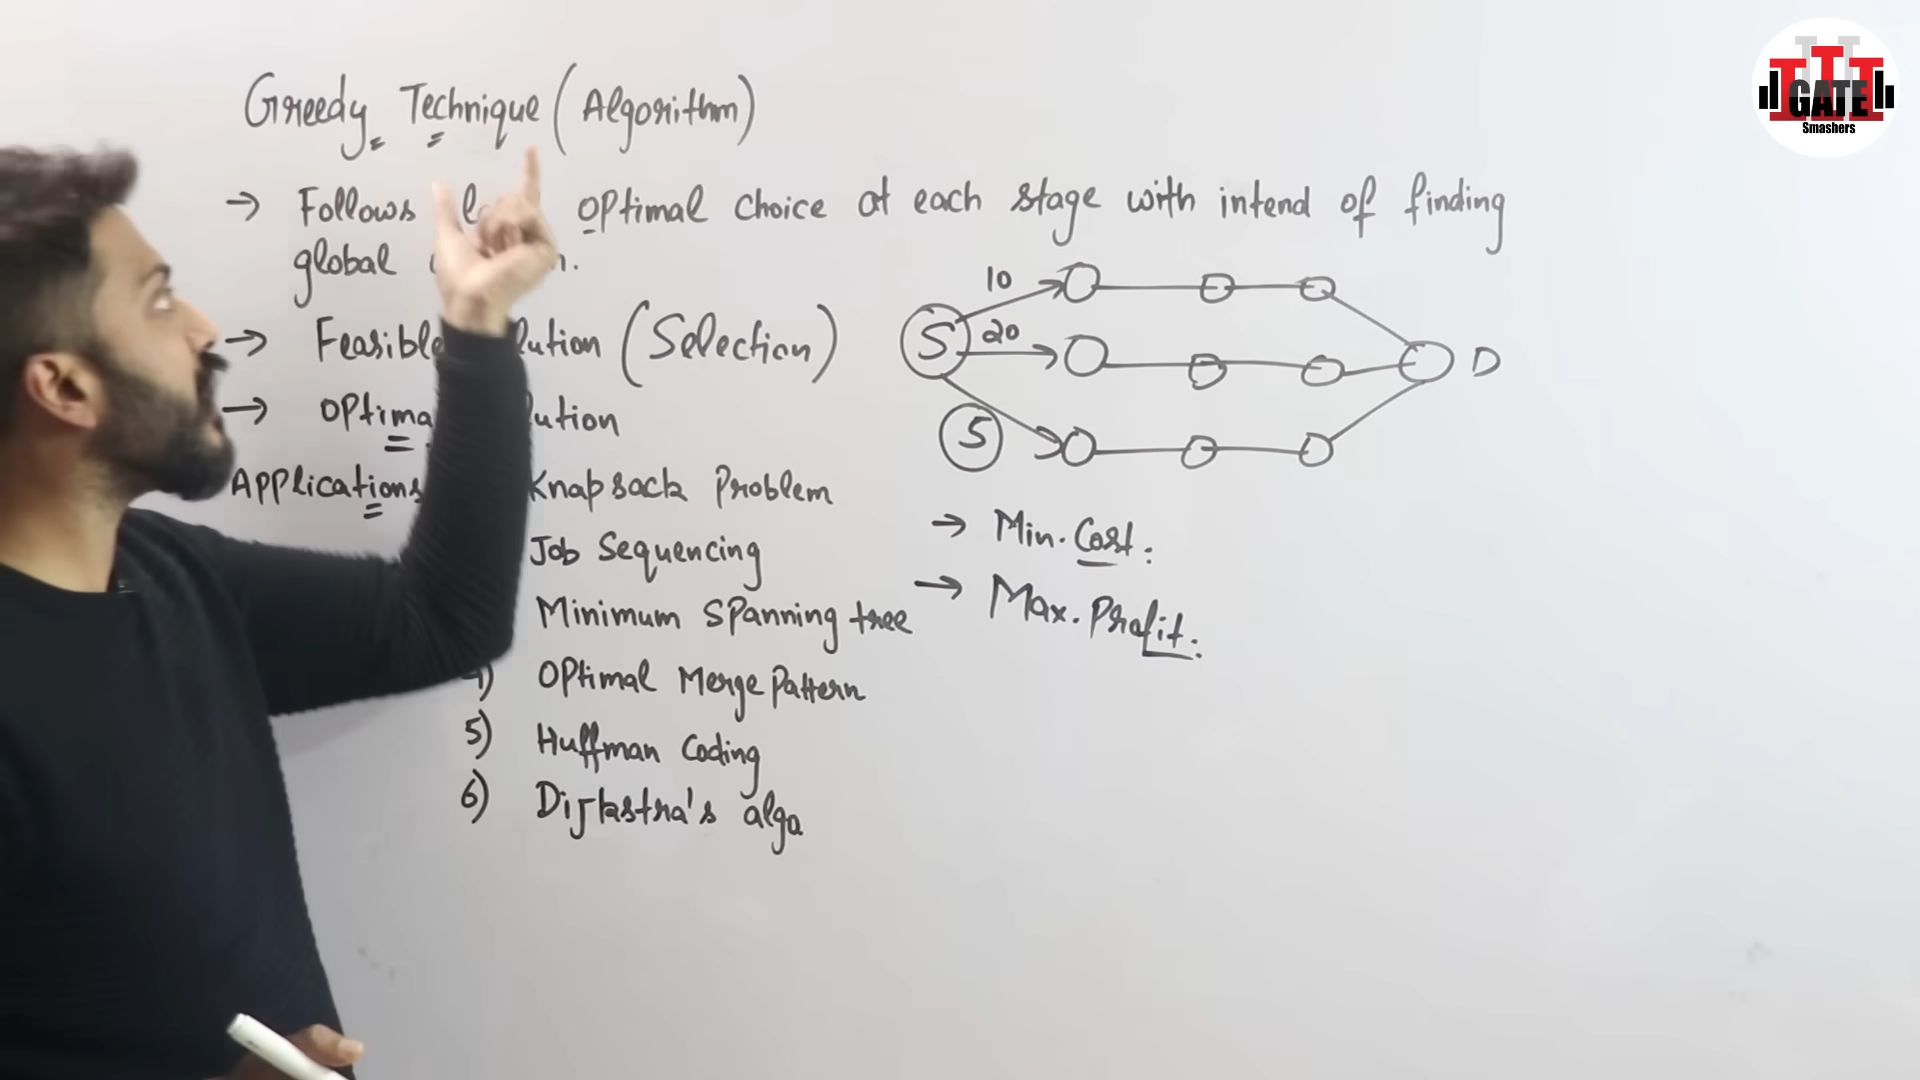 Greedy Technique (Algorithm)
→ Follows optimal choice at each stage with intend of finding
global
→ Feasible (Selection)
→ Optimal
Applications Knapsack Problem
Job Sequencing
Minimum Spanning tree
Optimal Merge Pattern
5) Huffman Coding
6) Dijkstra's algo
10
S 20
5
D
→ Min. Cost.
→ Max. Profit.
GATE
Smashers